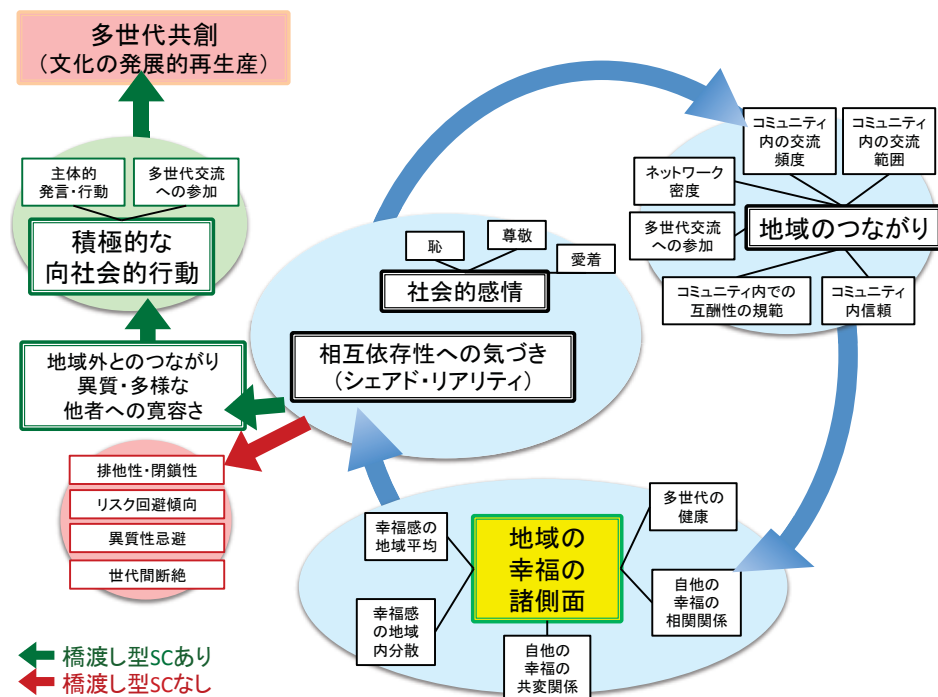 多世代共創
（文化の発展的再生産）
主体的
発言・行動
多世代交流
への参加
積極的な
向社会的行動
地域外とのつながり
異質・多様な
他者への寛容さ
排他性・閉鎖性
リスク回避傾向
異質性忌避
世代間断絶
恥
尊敬
愛着
社会的感情
相互依存性への気づき
（シェアド・リアリティ）
コミュニティ
内の交流
頻度
コミュニティ
内の交流
範囲
ネットワーク
密度
多世代交流
への参加
地域のつながり
コミュニティ内での
互酬性の規範
コミュニティ
内信頼
幸福感の
地域平均
幸福感
の地域
内分散
地域の
幸福の
諸側面
多世代の
健康
自他の
幸福の
相関関係
自他の
幸福の
共変関係
橋渡し型SCあり
橋渡し型SCなし